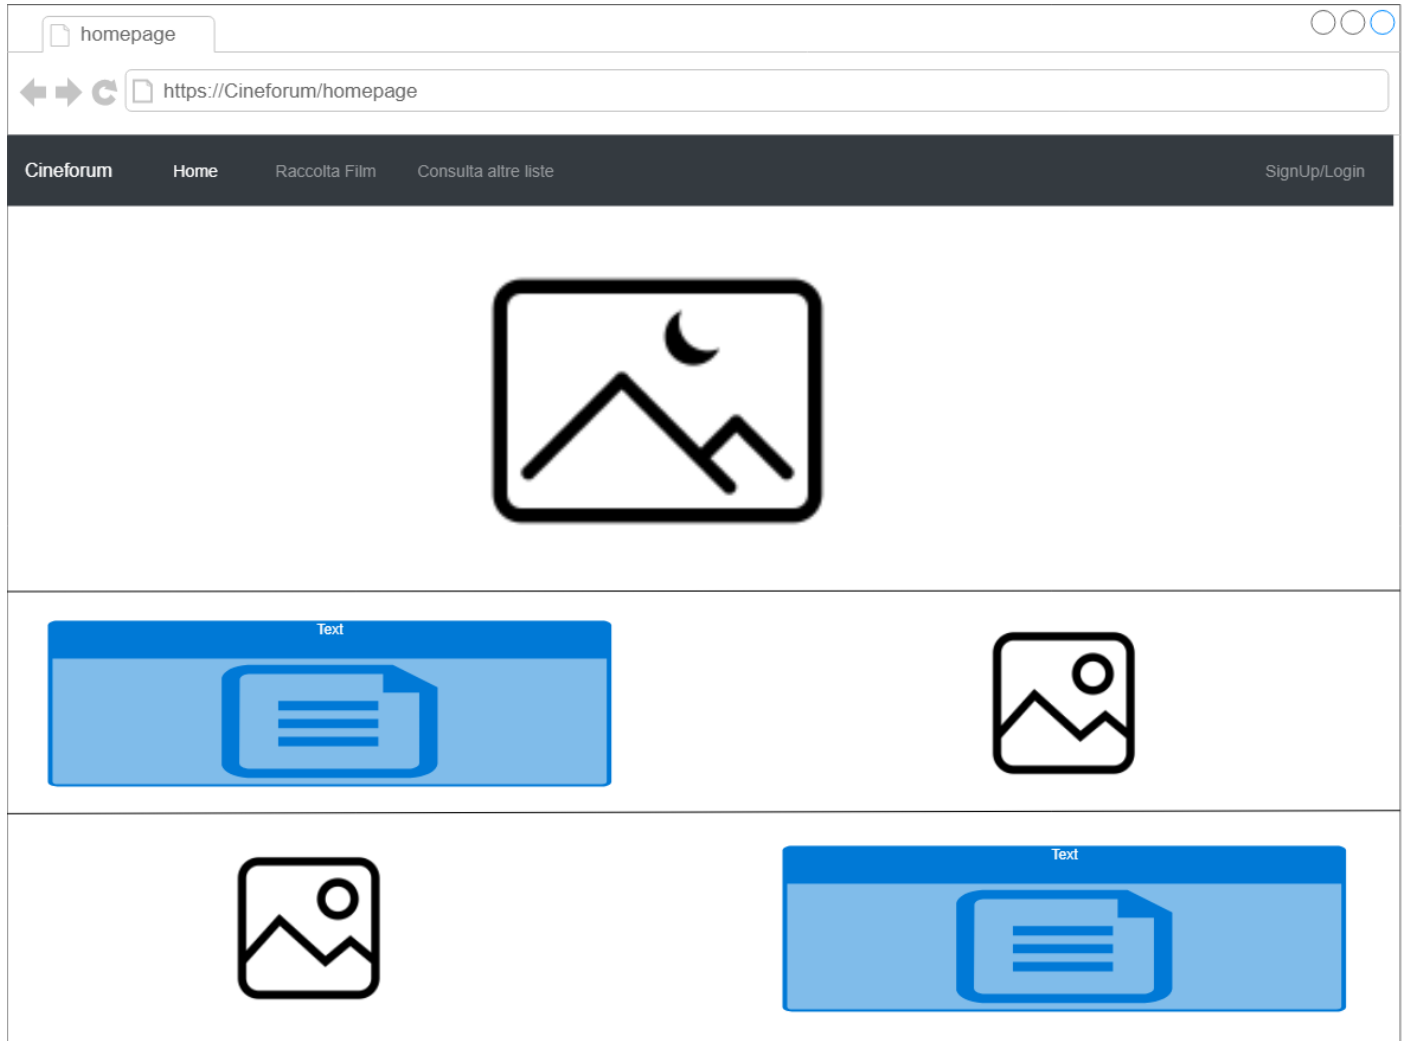 homepage
https://Cineforum/homepage
Cineforum Home Raccolta Film Consulta altre liste SignUp/Login
Text
Text